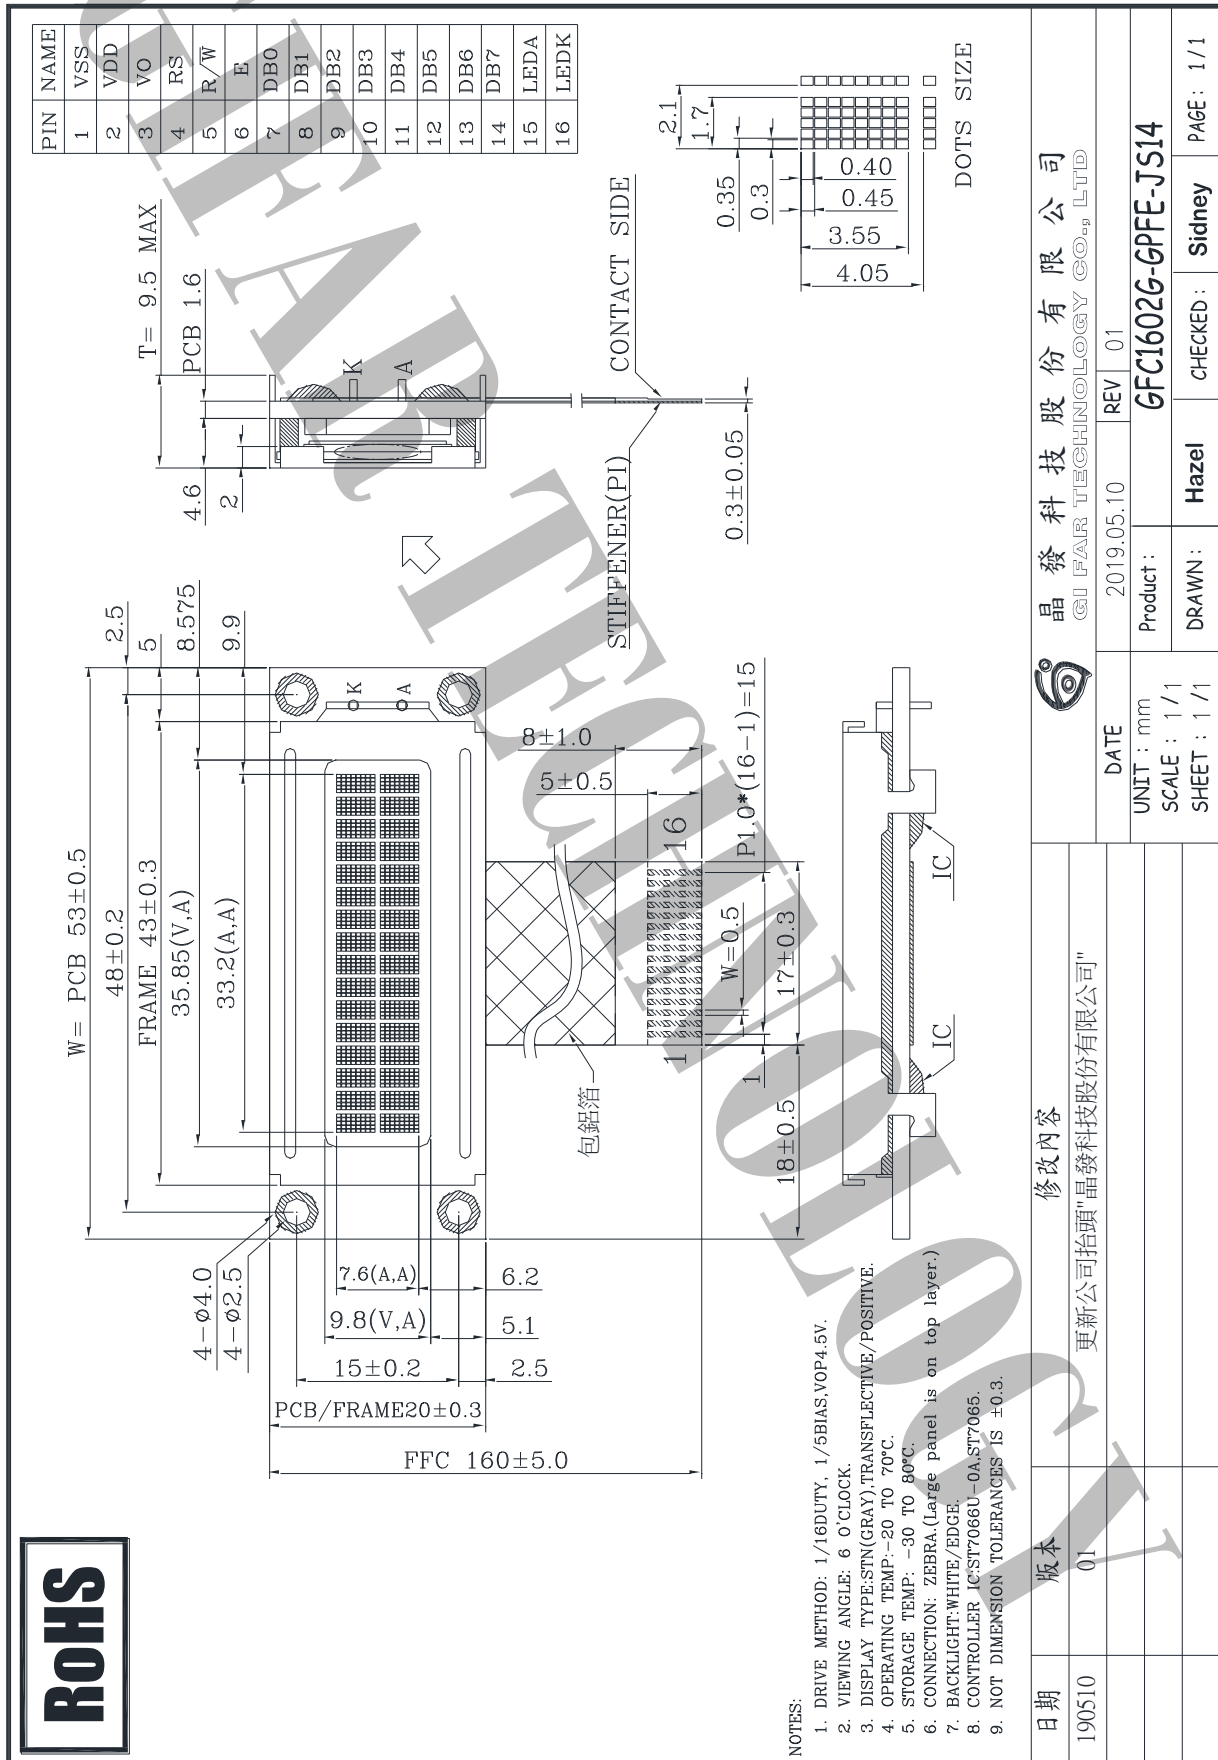 RoHS
W= PCB 53±0.5
48±0.2
FRAME 43±0.3
35.85(V,A)
33.2(A,A)
2.5
5
8.575
9.9
4-ø4.0
4-ø2.5
7.6(A,A)
6.2
9.8(V,A)
5.1
15±0.2
2.5
PCB/FRAME20±0.3
FFC 160±5.0
K
A
8±1.0
5±0.5
包鋁箔
1
16
P1.0*(16-1)=15
W=0.5
1
17±0.3
18±0.5
IC
IC
T= 9.5 MAX
PCB 1.6
4.6
2
K
A
CONTACT SIDE
STIFFENER(PI)
0.3±0.05
PIN NAME
1 VSS
2 VDD
3 VO
4 RS
5 R/W̅
6 E
7 DB0
8 DB1
9 DB2
10 DB3
11 DB4
12 DB5
13 DB6
14 DB7
15 LEDA
16 LEDK
2.1
1.7
0.35
0.3
0.40
0.45
3.55
4.05
DOTS SIZE
NOTES:
1. DRIVE METHOD: 1/16DUTY, 1/5BIAS,VOP4.5V.
2. VIEWING ANGLE: 6 O'CLOCK.
3. DISPLAY TYPE:STN(GRAY),TRANSFLECTIVE/POSITIVE.
4. OPERATING TEMP:-20 TO 70°C.
5. STORAGE TEMP: -30 TO 80°C.
6. CONNECTION: ZEBRA.(Large panel is on top layer.)
7. BACKLIGHT:WHITE/EDGE.
8. CONTROLLER IC:ST7066U-0A,ST7065.
9. NOT DIMENSION TOLERANCES IS ±0.3.
日期 版本 修改內容
190510 01 更新公司抬頭"晶發科技股份有限公司"
晶發科技股份有限公司
GI FAR TECHNOLOGY CO., LTD
DATE 2019.05.10 REV 01
UNIT : mm
SCALE : 1/1
SHEET : 1/1
Product : GFC1602G-GPFE-JS14
DRAWN : Hazel CHECKED : Sidney PAGE : 1/1
GIFAR TECHNOLOGY